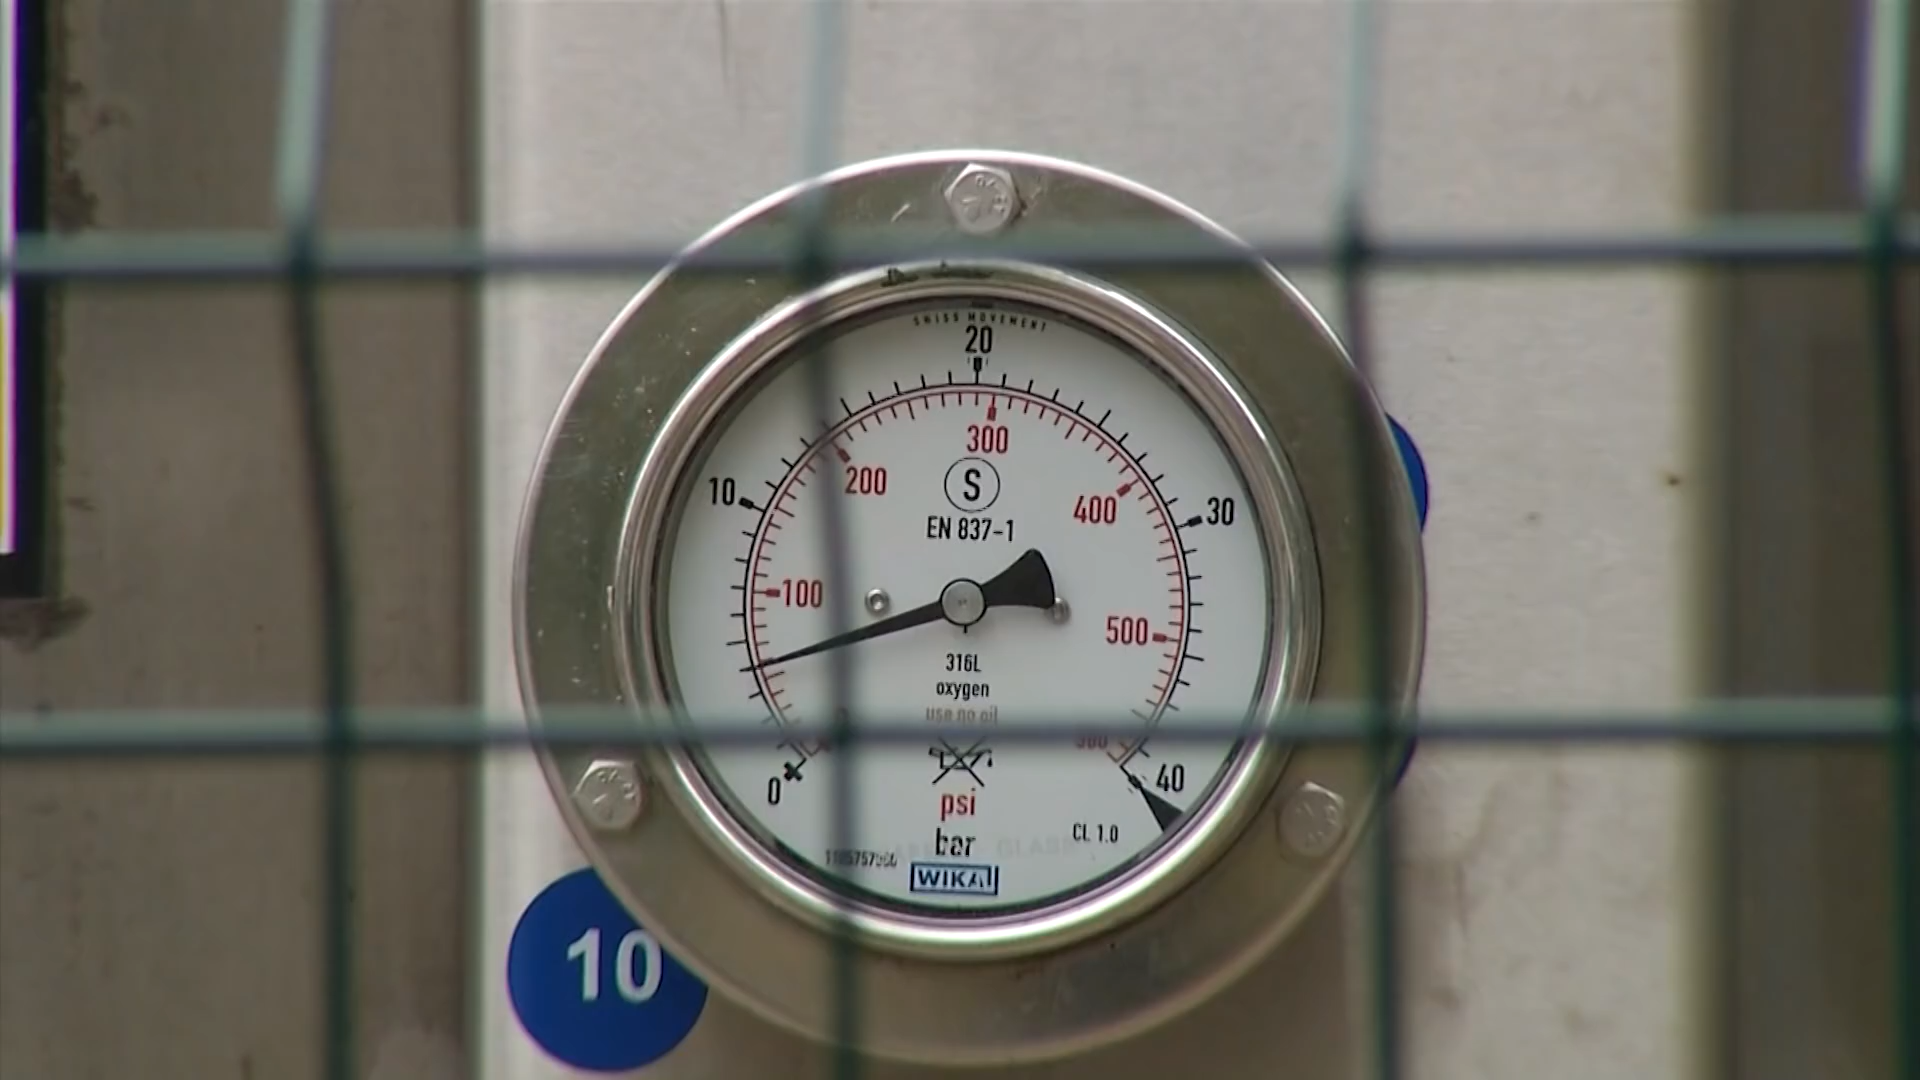 SWISS MOVEMENT
20
300
200
S
10
400
30
EN 837-1
100
500
316L
oxygen
use no oil
0
40
psi
CL 1.0
bar
WIKA
10